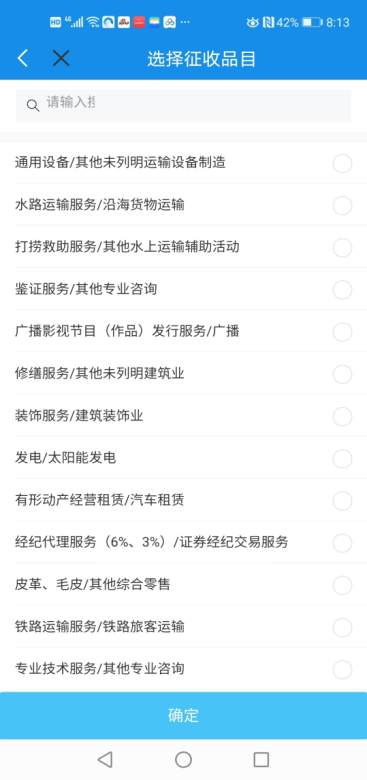 HD 4G 42% 8:13
选择征收品目
请输入搜
通用设备/其他未列明运输设备制造
水路运输服务/沿海货物运输
打捞救助服务/其他水上运输辅助活动
鉴证服务/其他专业咨询
广播影视节目（作品）发行服务/广播
修缮服务/其他未列明建筑业
装饰服务/建筑装饰业
发电/太阳能发电
有形动产经营租赁/汽车租赁
经纪代理服务（6%、3%）/证券经纪交易服务
皮革、毛皮/其他综合零售
铁路运输服务/铁路旅客运输
专业技术服务/其他专业咨询
确定